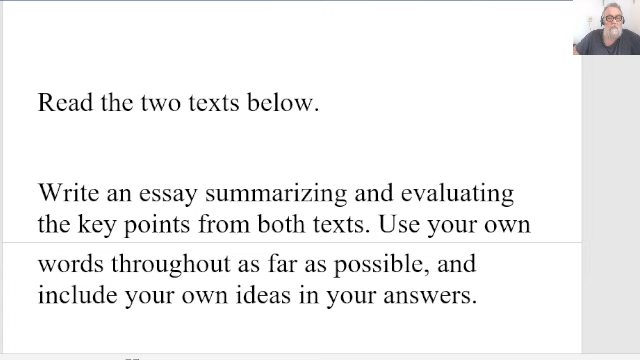 Read the two texts below.
Write an essay summarizing and evaluating
the key points from both texts. Use your own
words throughout as far as possible, and
include your own ideas in your answers.